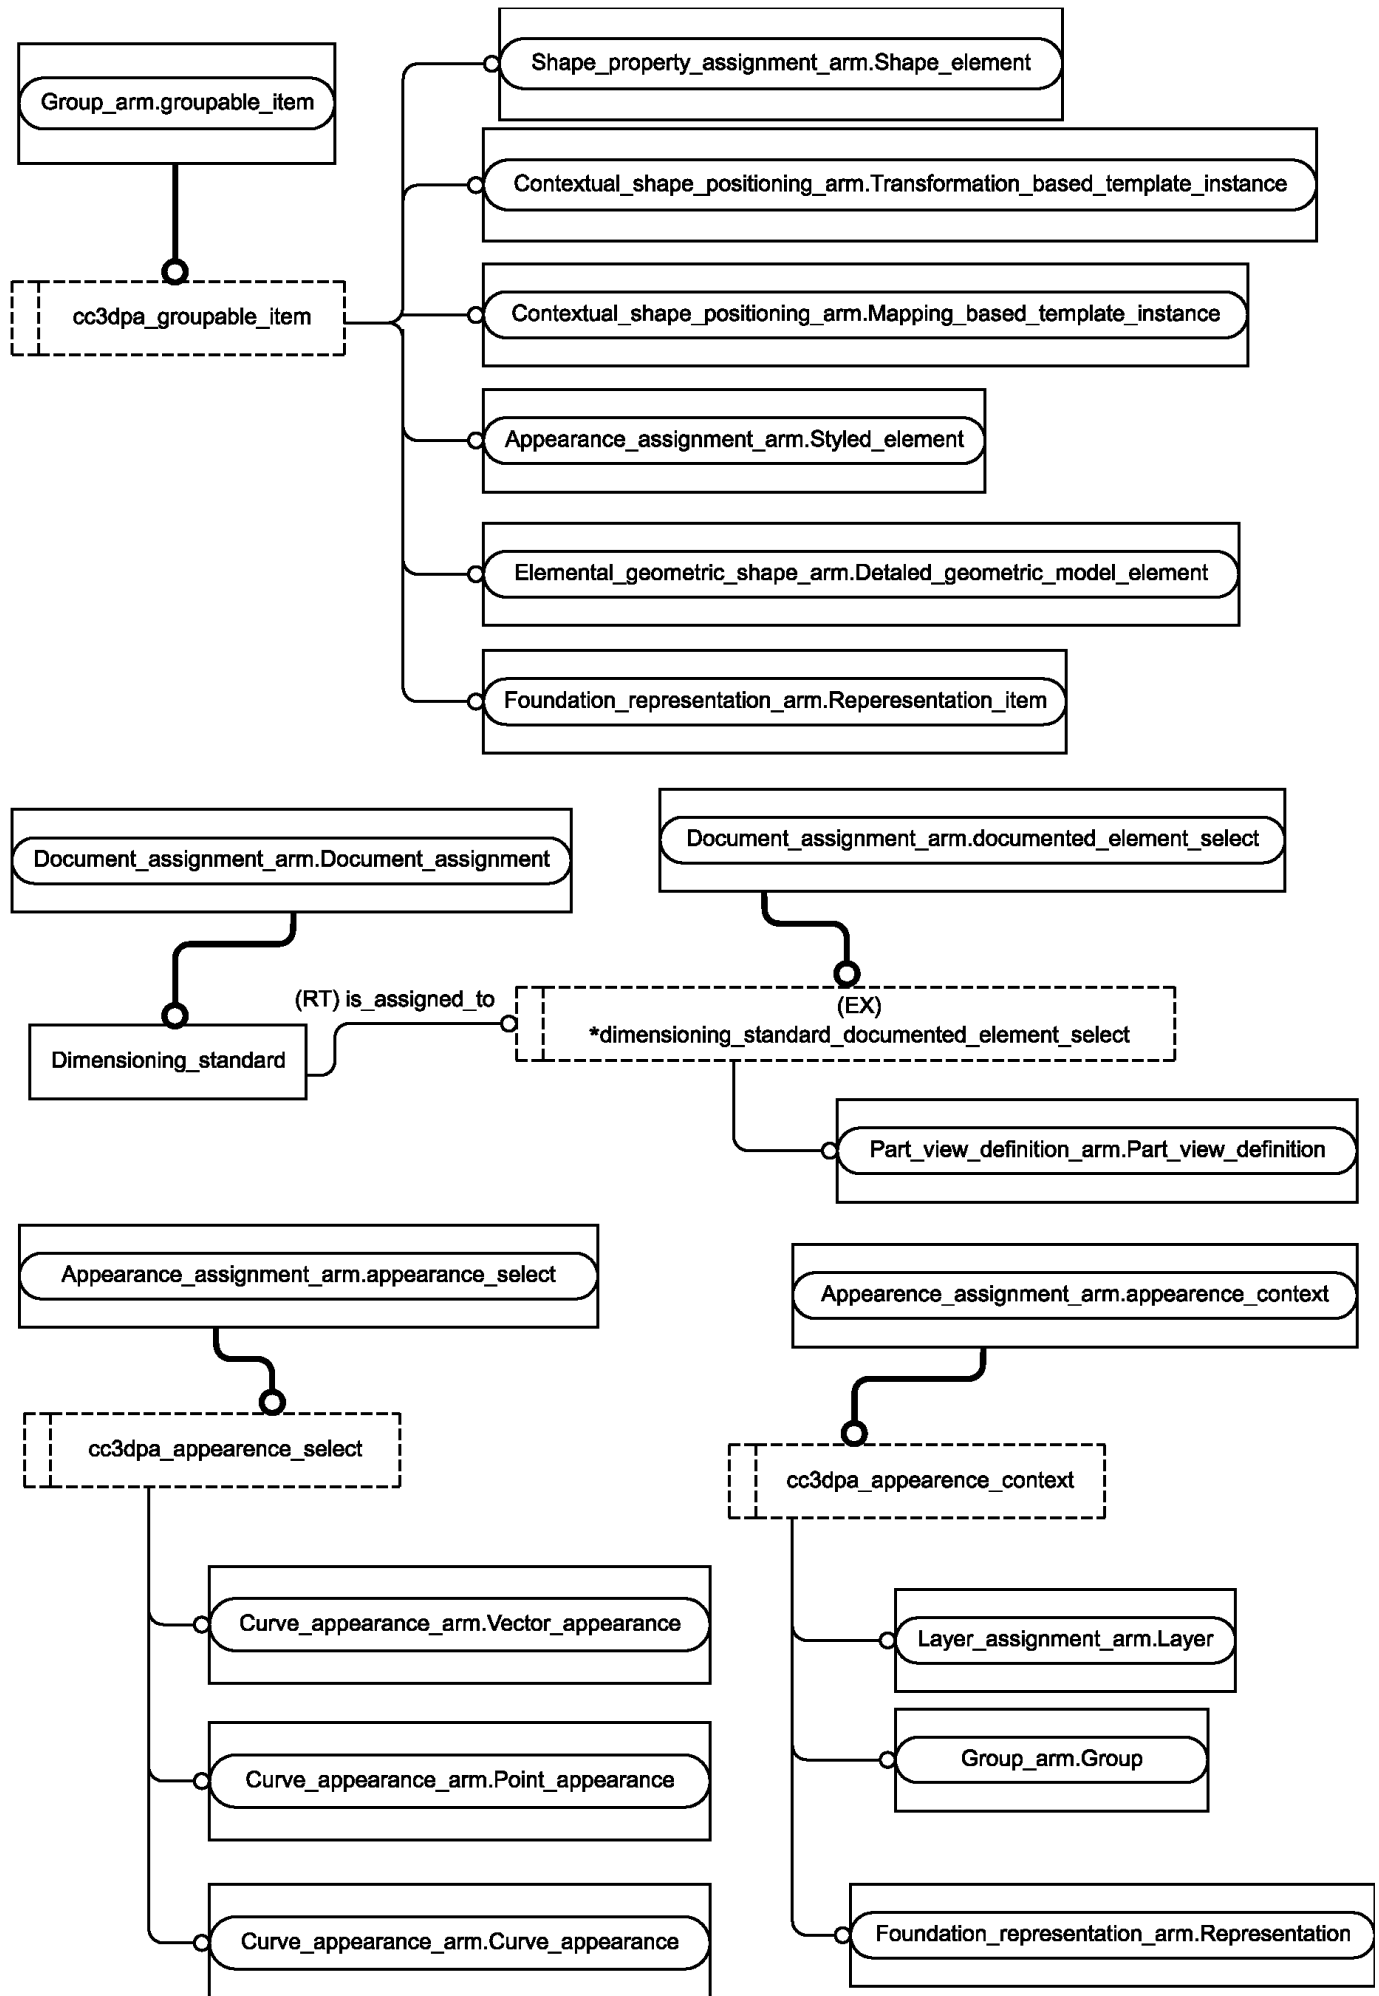 Shape_property_assignment_arm.Shape_element
Group_arm.groupable_item
Contextual_shape_positioning_arm.Transformation_based_template_instance
cc3dpa_groupable_item
Contextual_shape_positioning_arm.Mapping_based_template_instance
Appearance_assignment_arm.Styled_element
Elemental_geometric_shape_arm.Detaled_geometric_model_element
Foundation_representation_arm.Reperesentation_item
Document_assignment_arm.documented_element_select
Document_assignment_arm.Document_assignment
(RT) is_assigned_to
(EX)
*dimensioning_standard_documented_element_select
Dimensioning_standard
Part_view_definition_arm.Part_view_definition
Appearance_assignment_arm.appearance_select
Appearence_assignment_arm.appearence_context
cc3dpa_appearence_select
cc3dpa_appearence_context
Curve_appearance_arm.Vector_appearance
Layer_assignment_arm.Layer
Group_arm.Group
Curve_appearance_arm.Point_appearance
Foundation_representation_arm.Representation
Curve_appearance_arm.Curve_appearance